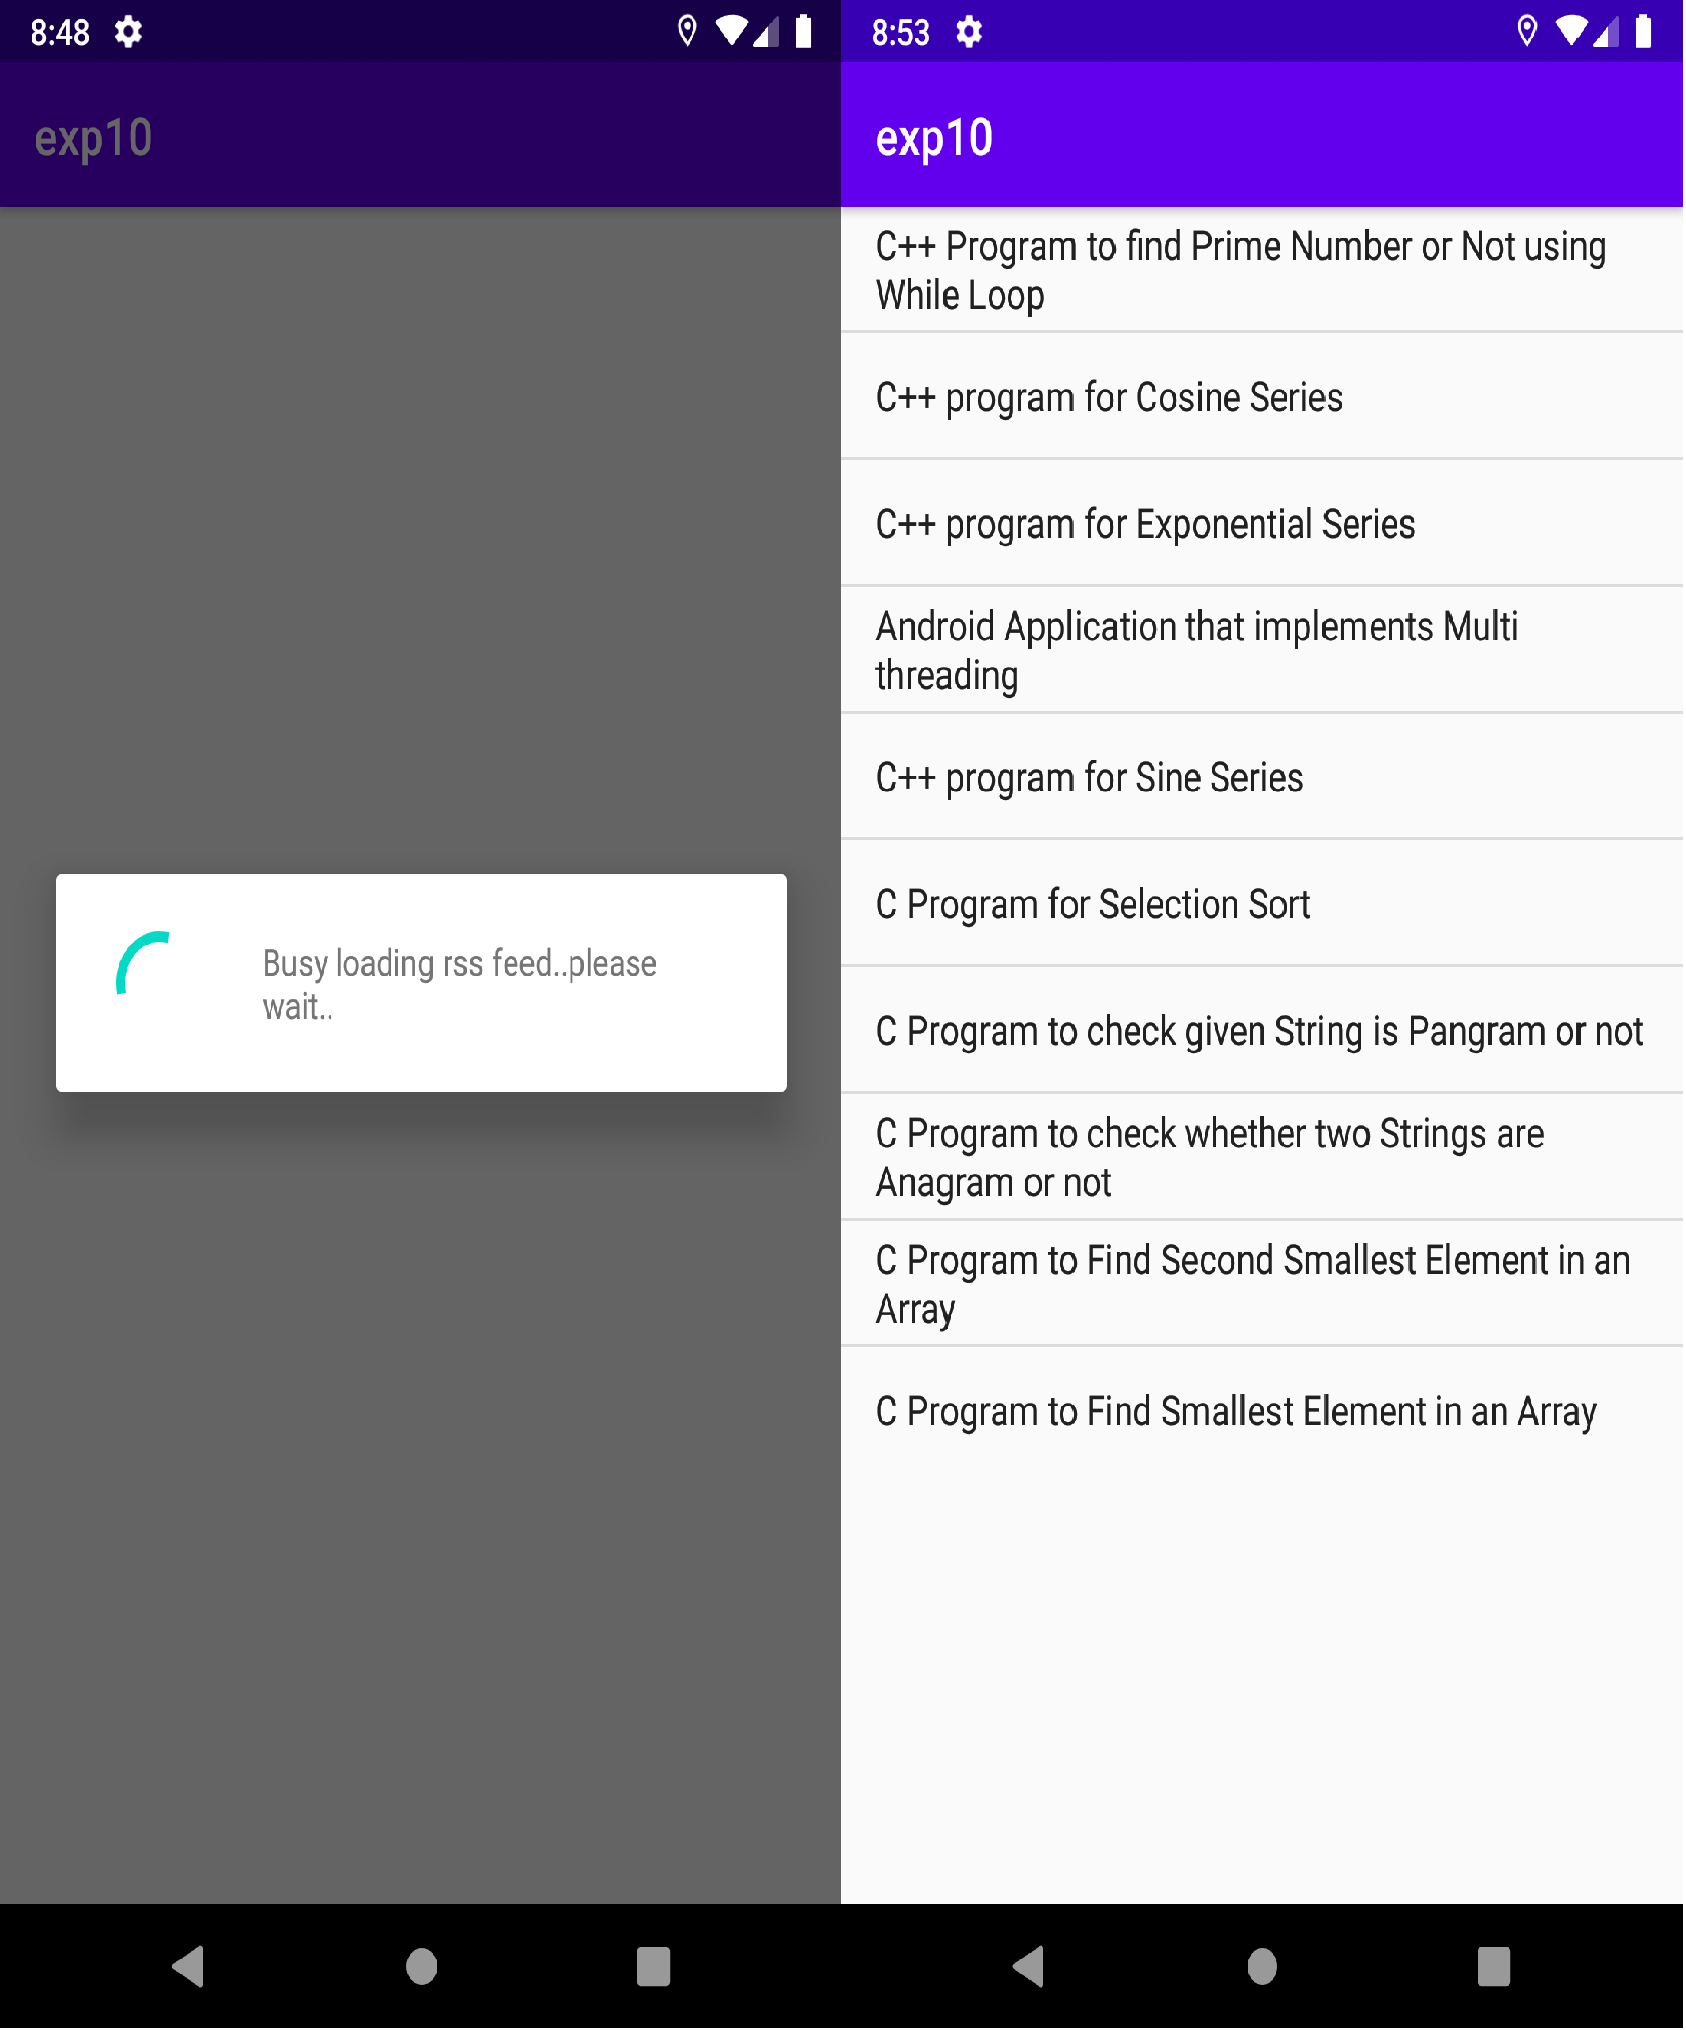 8:48
exp10
Busy loading rss feed..please
wait..
8:53
exp10
C++ Program to find Prime Number or Not using
While Loop
C++ program for Cosine Series
C++ program for Exponential Series
Android Application that implements Multi
threading
C++ program for Sine Series
C Program for Selection Sort
C Program to check given String is Pangram or not
C Program to check whether two Strings are
Anagram or not
C Program to Find Second Smallest Element in an
Array
C Program to Find Smallest Element in an Array